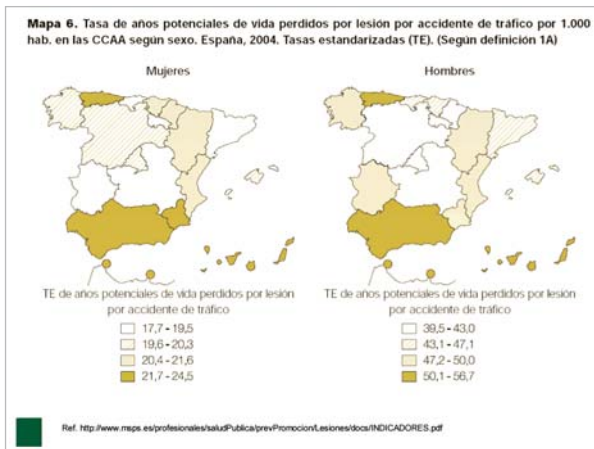 Mapa 6. Tasa de años potenciales de vida perdidos por lesión por accidente de tráfico por 1.000
hab. en las CCAA según sexo. España, 2004. Tasas estandarizadas (TE). (Según definición 1A)
Mujeres
Hombres
TE de años potenciales de vida perdidos por lesión
por accidente de tráfico
17,7 - 19,5
19,6 - 20,3
20,4 - 21,6
21,7 - 24,5
TE de años potenciales de vida perdidos por lesión
por accidente de tráfico
39,5 - 43,0
43,1 - 47,1
47,2 - 50,0
50,1 - 56,7
Ref. http://www.msps.es/profesionales/saludPublica/prevPromocion/Lesiones/docs/INDICADORES.pdf